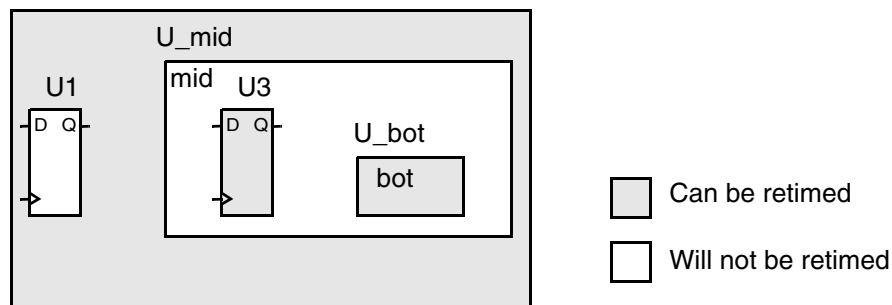 U_mid
U1
mid
U3
D Q
D Q
U_bot
bot
Can be retimed
Will not be retimed